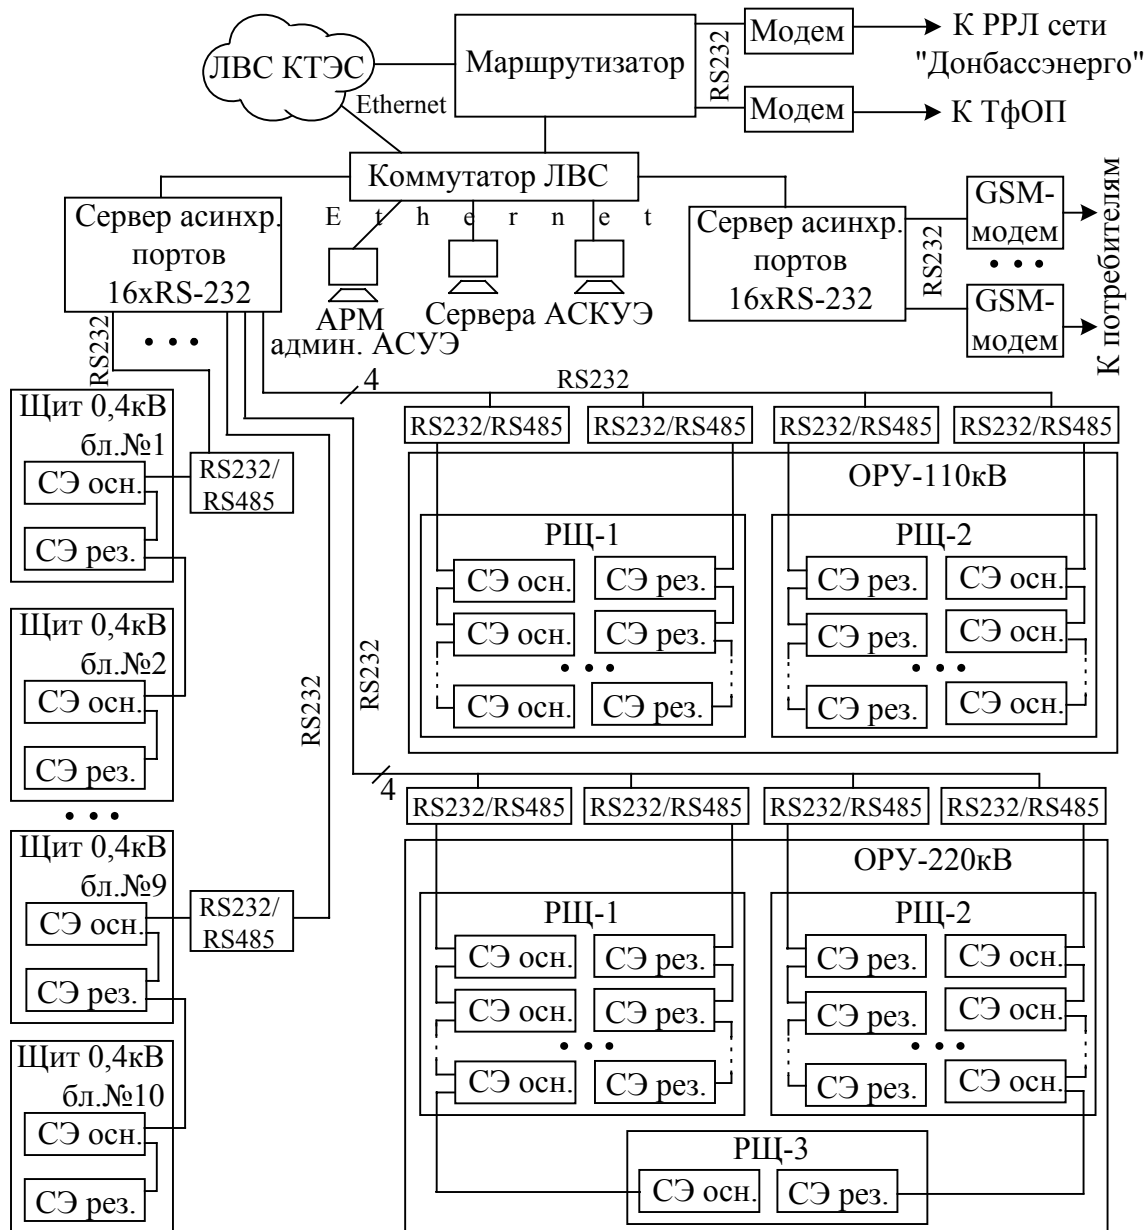 ЛВС КТЭС
Ethernet
Маршрутизатор
RS232
Модем
К РРЛ сети
"Донбассэнерго"
Модем
К ТфОП
Коммутатор ЛВС
E t h e r n e t
Сервер асинхр.
портов
16xRS-232
АРМ
админ. АСУЭ
Сервера АСКУЭ
Сервер асинхр.
портов
16xRS-232
RS232
GSM-
модем
• • •
GSM-
модем
К потребителям
RS232
• • •
4
RS232
Щит 0,4кВ
бл.№1
СЭ осн.
СЭ рез.
RS232/
RS485
Щит 0,4кВ
бл.№2
СЭ осн.
СЭ рез.
• • •
Щит 0,4кВ
бл.№9
СЭ осн.
СЭ рез.
RS232/
RS485
Щит 0,4кВ
бл.№10
СЭ осн.
СЭ рез.
RS232
RS232
RS232/RS485
RS232/RS485
RS232/RS485
RS232/RS485
ОРУ-110кВ
РЩ-1
СЭ осн.
СЭ рез.
СЭ осн.
СЭ рез.
• • •
СЭ осн.
СЭ рез.
РЩ-2
СЭ рез.
СЭ осн.
СЭ рез.
СЭ осн.
• • •
СЭ рез.
СЭ осн.
4
RS232/RS485
RS232/RS485
RS232/RS485
RS232/RS485
ОРУ-220кВ
РЩ-1
СЭ осн.
СЭ рез.
СЭ осн.
СЭ рез.
• • •
СЭ осн.
СЭ рез.
РЩ-2
СЭ рез.
СЭ осн.
СЭ рез.
СЭ осн.
• • •
СЭ рез.
СЭ осн.
РЩ-3
СЭ осн.
СЭ рез.